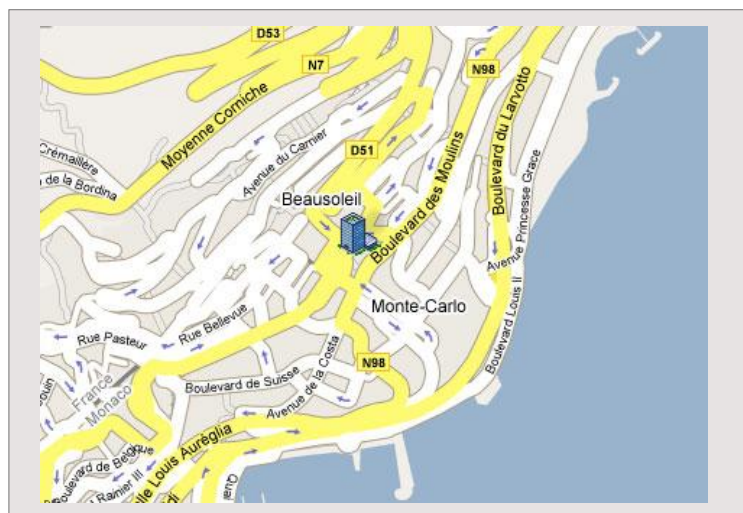 D53
N7
N98
Moyenne Corniche
Crémaillère
de la Bordina
Avenue du Carnier
D51
Boulevard des Moulins
Boulevard du Larvotto
Avenue Princesse Grace
Beausoleil
Boulevard Louis II
Monte-Carlo
Rue Pasteur
Rue Bellevue
N98
Boulevard de Suisse
Avenue de la Costa
France
Monaco
Boulevard de Belgique
Rainier III
Louis Auréglia